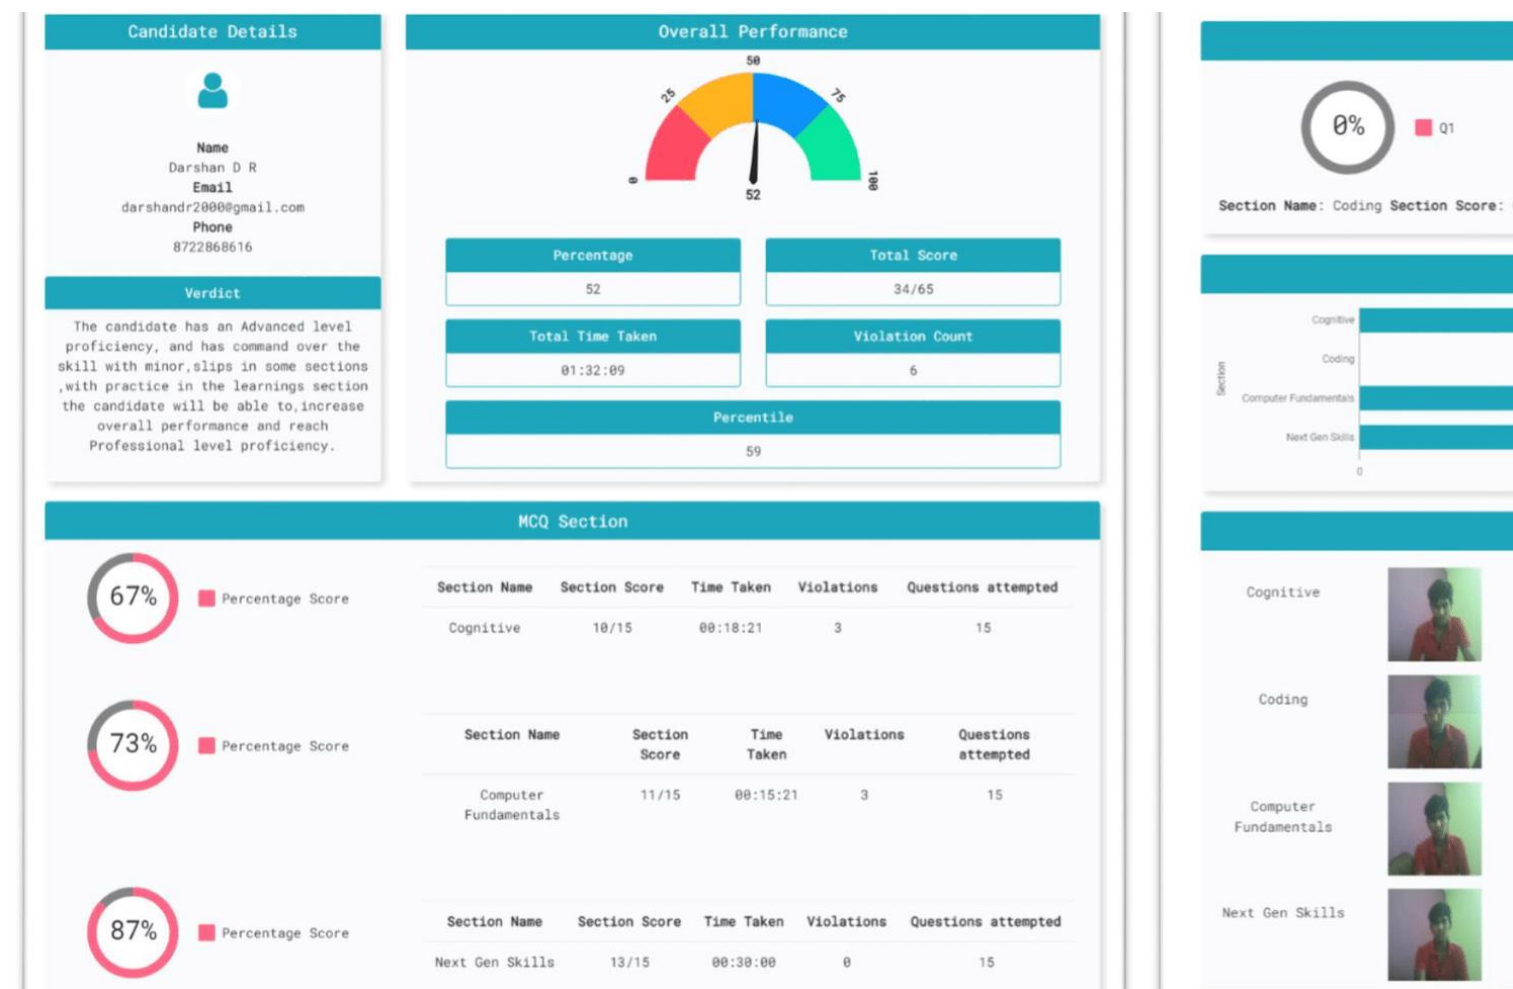 Candidate Details
Name
Darshan D R
Email
darshandr2000@gmail.com
Phone
8722868616
Verdict
The candidate has an Advanced level
proficiency, and has command over the
skill with minor,slips in some sections
,with practice in the learnings section
the candidate will be able to,increase
overall performance and reach
Professional level proficiency.
Overall Performance
0
25
50
75
100
52
Percentage
52
Total Score
34/65
Total Time Taken
01:32:09
Violation Count
6
Percentile
59
MCQ Section
67%
Percentage Score
Section Name Section Score Time Taken Violations Questions attempted
Cognitive 10/15 00:18:21 3 15
73%
Percentage Score
Section Name Section Score Time Taken Violations Questions attempted
Computer Fundamentals 11/15 00:15:21 3 15
87%
Percentage Score
Section Name Section Score Time Taken Violations Questions attempted
Next Gen Skills 13/15 00:30:00 0 15
0%
Q1
Section Name: Coding Section Score:
Section
Cognitive
Coding
Computer Fundamentals
Next Gen Skills
0
Cognitive
Coding
Computer
Fundamentals
Next Gen Skills